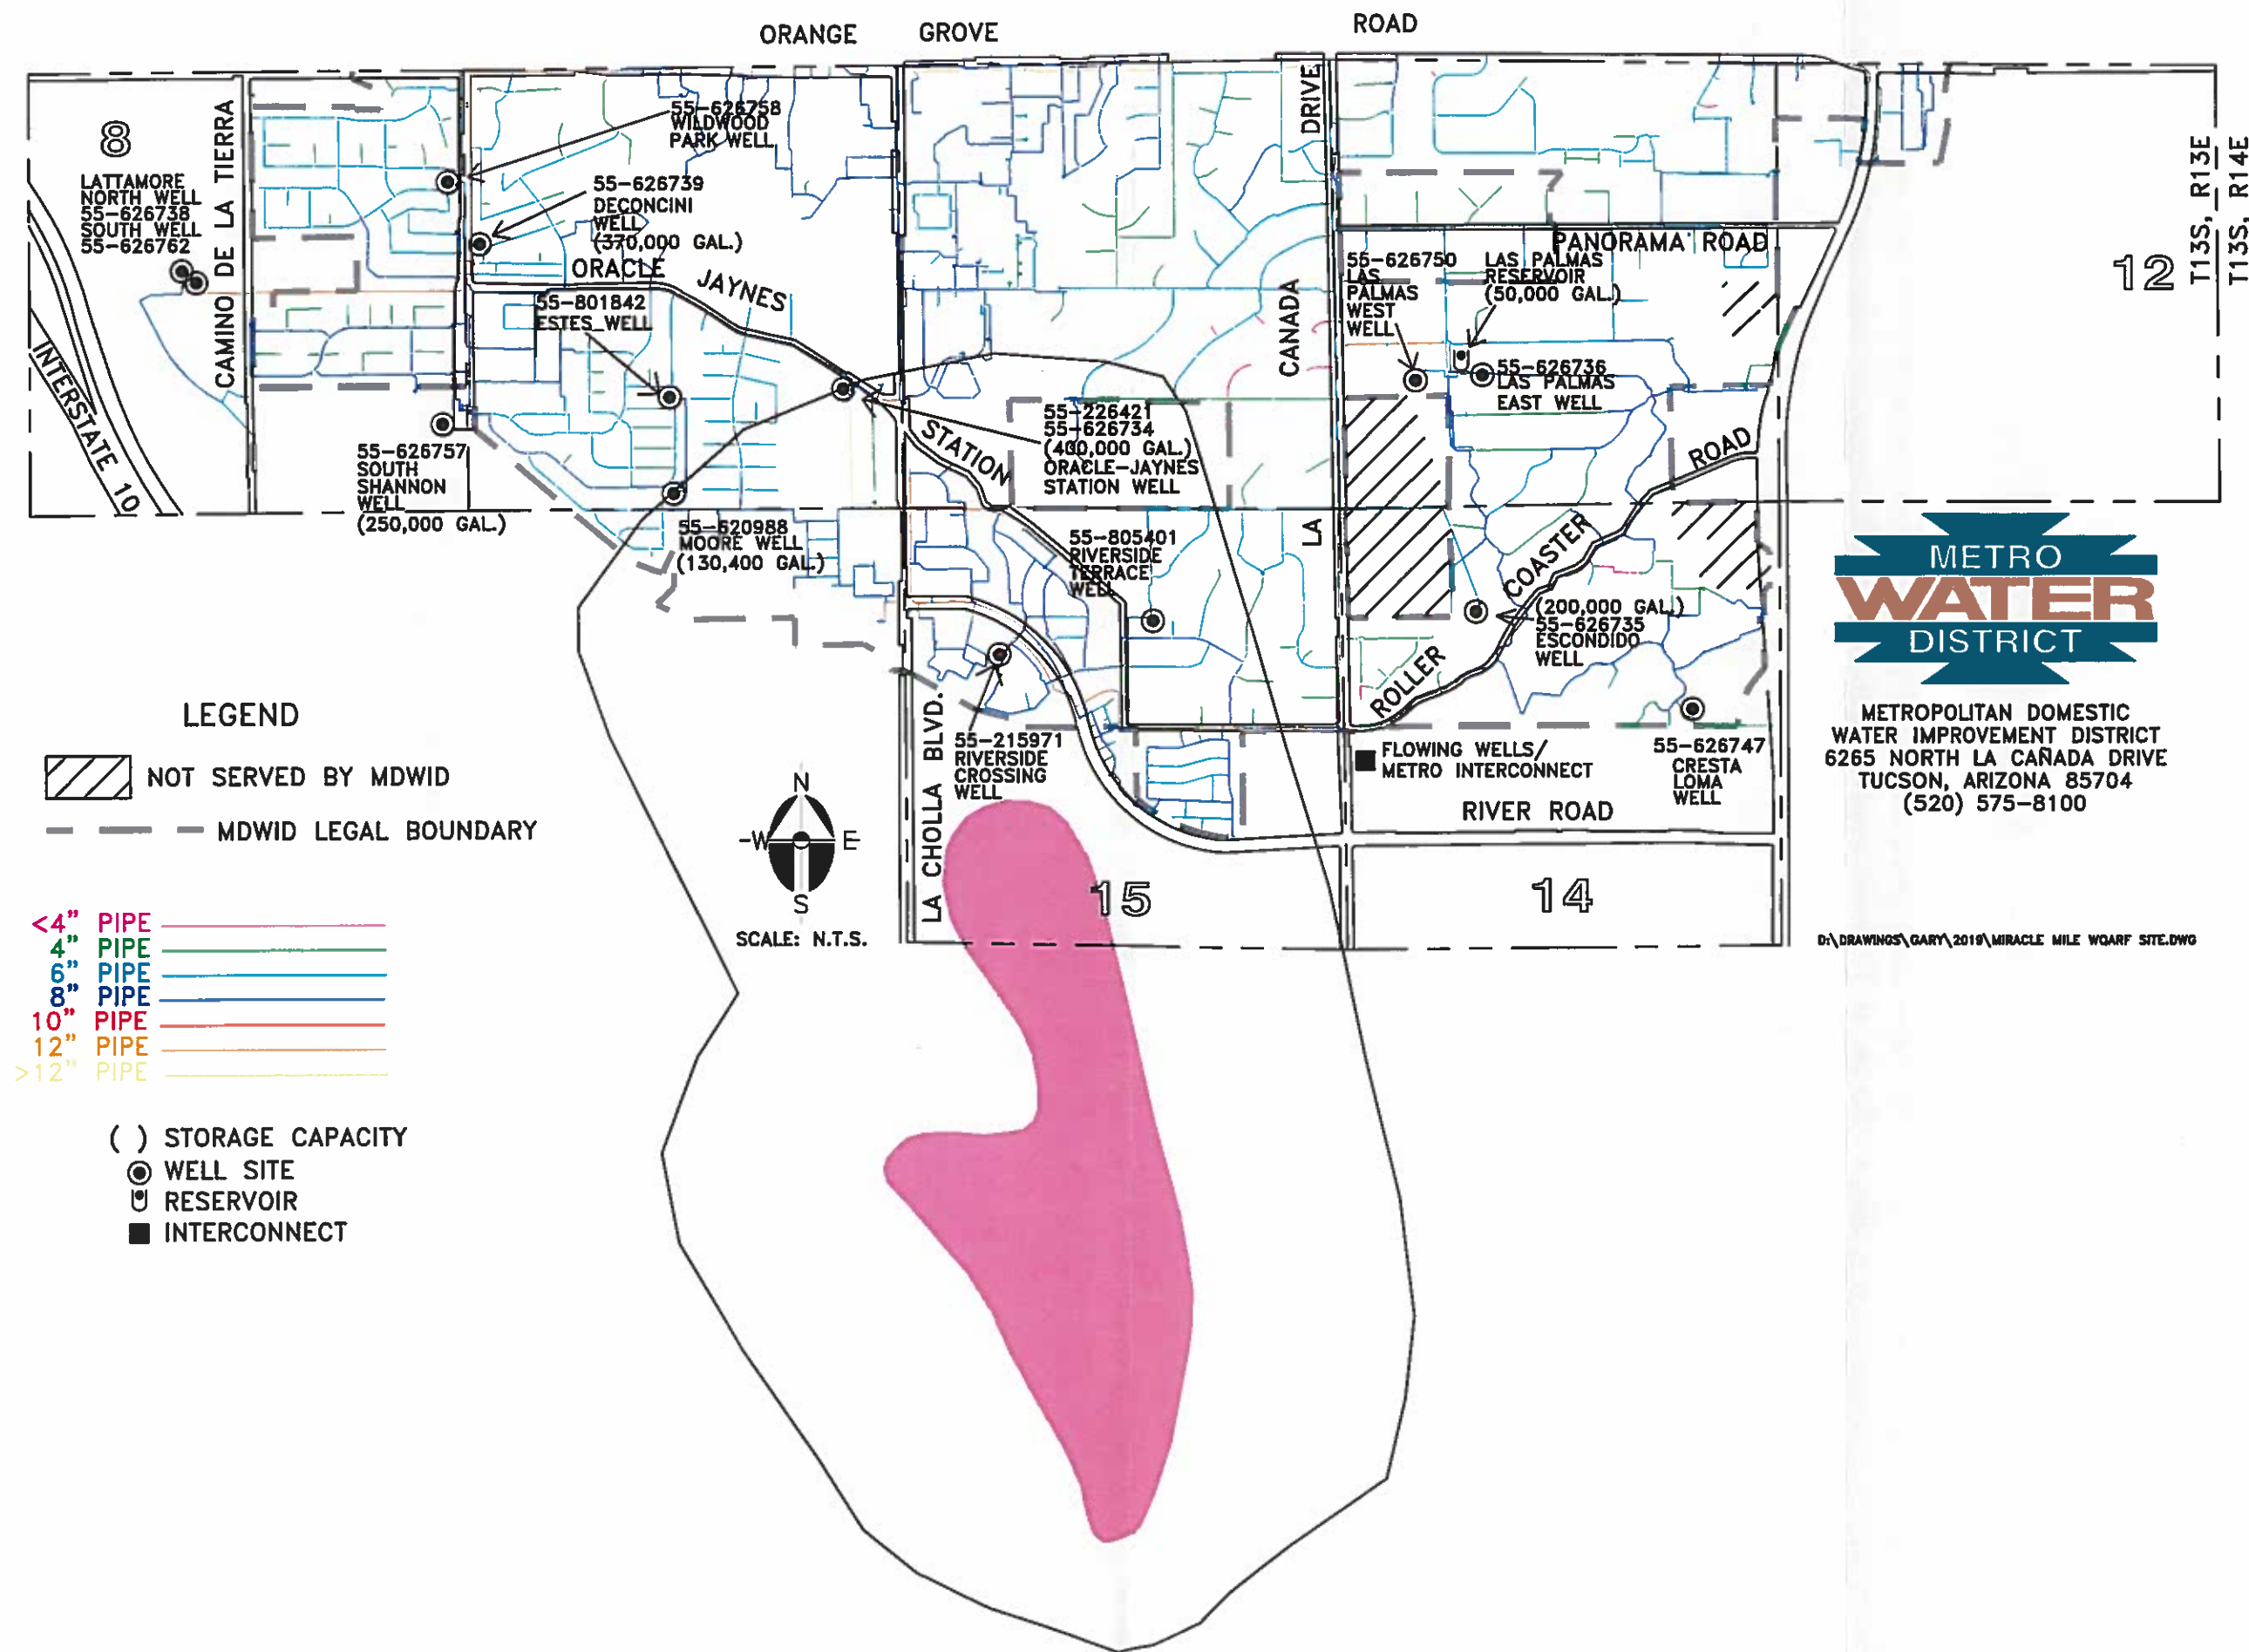 ORANGE GROVE ROAD
8
LATTAMORE
NORTH WELL
55-626738
SOUTH WELL
55-626762
CAMINO DE LA TIERRA
INTERSTATE 10
55-626758
WILDWOOD
PARK WELL
55-626739
DECONCINI
WELL
(370,000 GAL.)
ORACLE JAYNES STATION
55-801842
ESTES WELL
55-626757
SOUTH
SHANNON
WELL
(250,000 GAL.)
55-620988
MOORE WELL
(130,400 GAL.)
55-226421
55-626734
(400,000 GAL.)
ORACLE-JAYNES
STATION WELL
55-805401
RIVERSIDE
TERRACE
WELL
LA CANADA DRIVE
55-626750
LAS
PALMAS
WEST
WELL
PANORAMA ROAD
LAS PALMAS
RESERVOIR
(50,000 GAL.)
55-626736
LAS PALMAS
EAST WELL
ROLLER COASTER ROAD
(200,000 GAL.)
55-626735
ESCONDIDO
WELL
12
T13S, R13E
T13S, R14E
METRO
WATER
DISTRICT
METROPOLITAN DOMESTIC
WATER IMPROVEMENT DISTRICT
6265 NORTH LA CAÑADA DRIVE
TUCSON, ARIZONA 85704
(520) 575-8100
55-626747
CRESTA
LOMA
WELL
FLOWING WELLS/
METRO INTERCONNECT
RIVER ROAD
55-215971
RIVERSIDE
CROSSING
WELL
LA CHOLLA BLVD.
15
14
D:\DRAWINGS\GARY\2019\MIRACLE MILE WQARF SITE.DWG
N
W E
S
SCALE: N.T.S.
LEGEND
NOT SERVED BY MDWID
MDWID LEGAL BOUNDARY
<4" PIPE
4" PIPE
6" PIPE
8" PIPE
10" PIPE
12" PIPE
>12" PIPE
( ) STORAGE CAPACITY
WELL SITE
RESERVOIR
INTERCONNECT